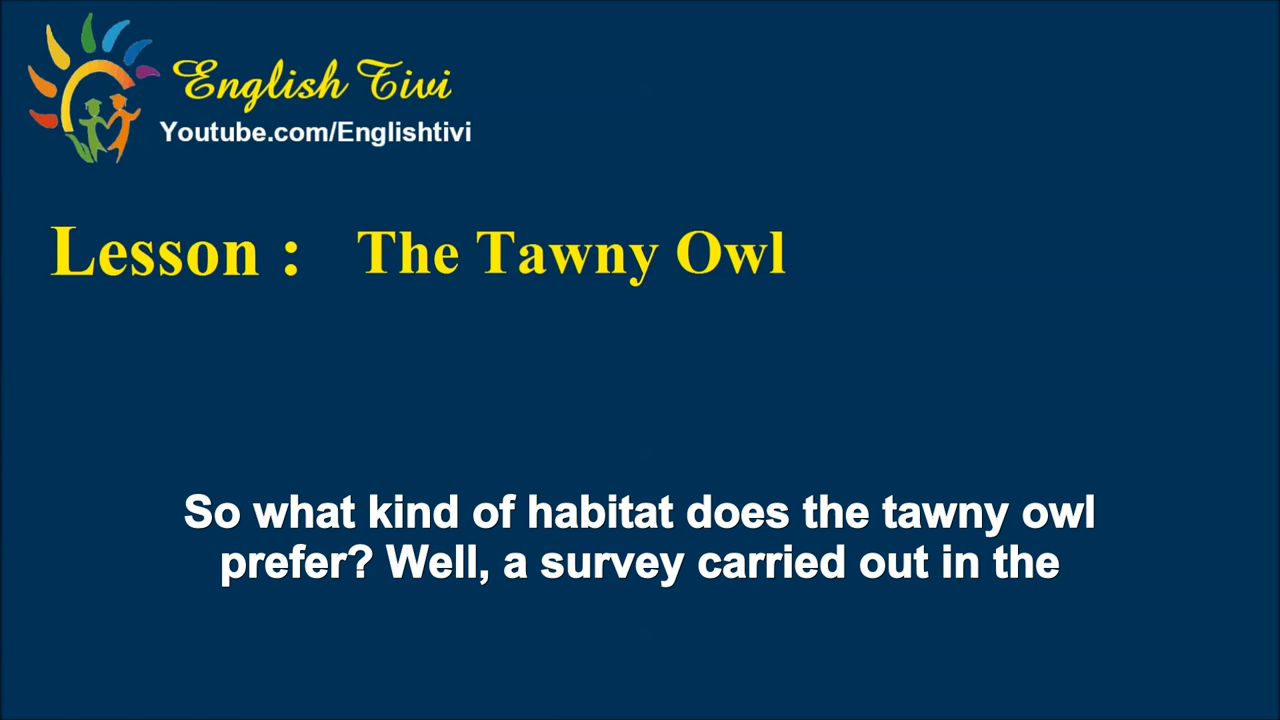 English Tivi
Youtube.com/Englishtivi
Lesson : The Tawny Owl
So what kind of habitat does the tawny owl
prefer? Well, a survey carried out in the